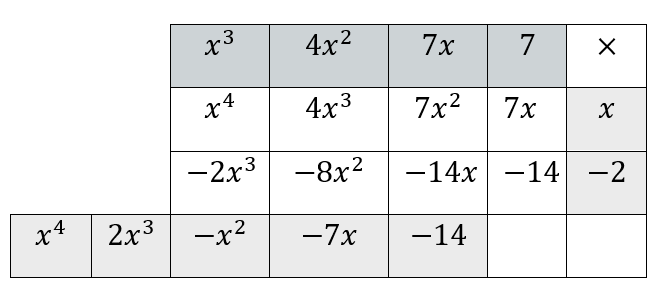 x³ 4x² 7x 7 ×
x⁴ 4x³ 7x² 7x x
−2x³ −8x² −14x −14 −2
x⁴ 2x³ −x² −7x −14